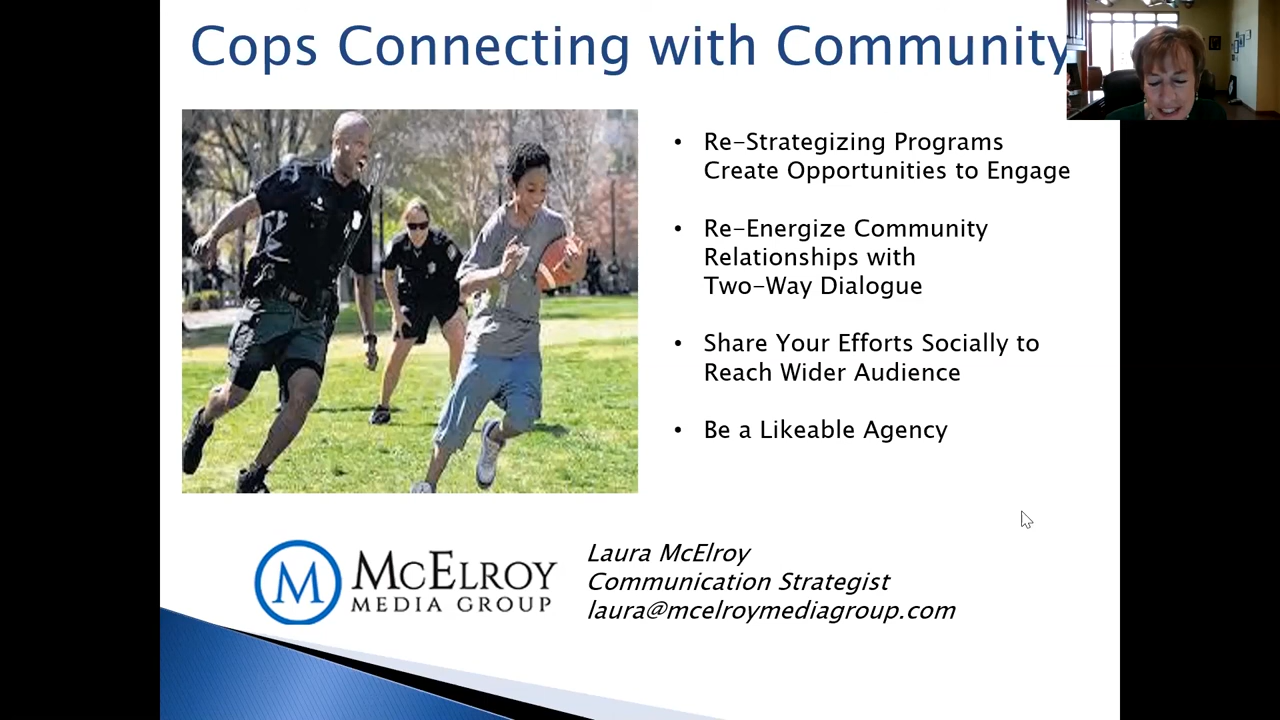 Cops Connecting with Community
• Re-Strategizing Programs
Create Opportunities to Engage
• Re-Energize Community
Relationships with
Two-Way Dialogue
• Share Your Efforts Socially to
Reach Wider Audience
• Be a Likeable Agency
M
MCELROY
MEDIA GROUP
Laura McElroy
Communication Strategist
laura@mcelroymediagroup.com